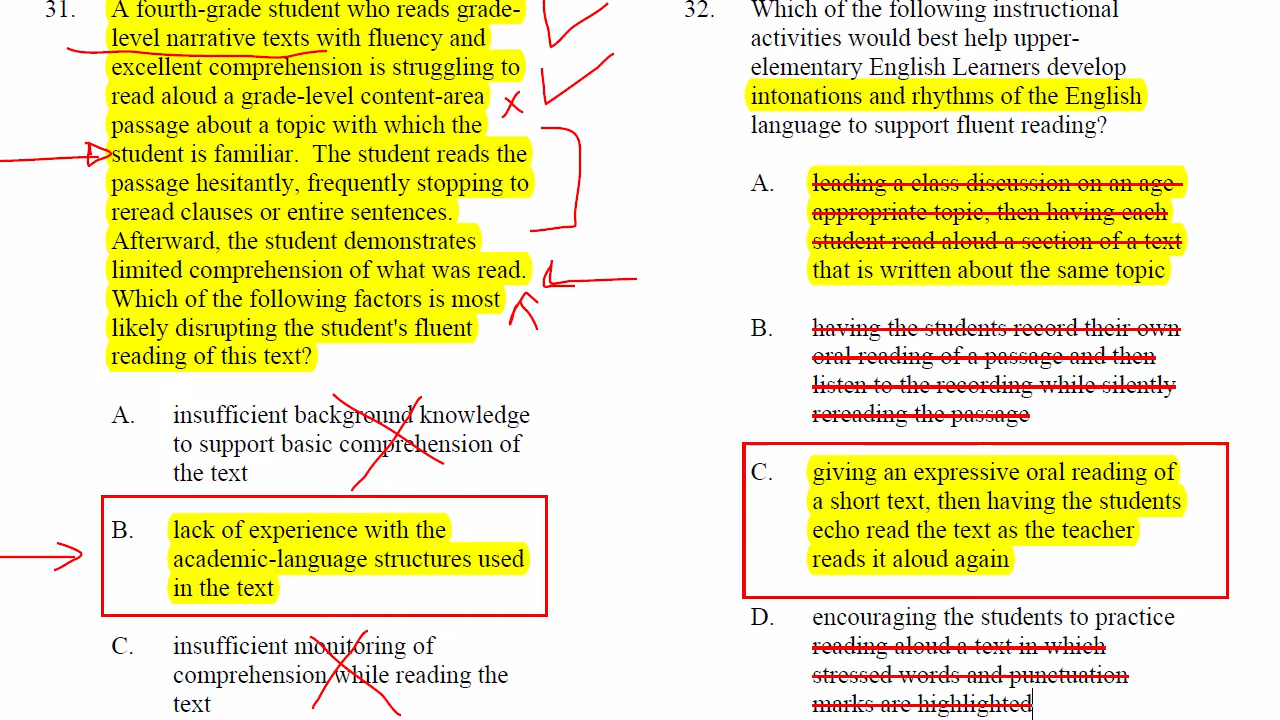 31. A fourth-grade student who reads grade-
level narrative texts with fluency and
excellent comprehension is struggling to
read aloud a grade-level content-area
passage about a topic with which the
student is familiar.  The student reads the
passage hesitantly, frequently stopping to
reread clauses or entire sentences.
Afterward, the student demonstrates
limited comprehension of what was read.
Which of the following factors is most
likely disrupting the student's fluent
reading of this text?
A. insufficient background knowledge
to support basic comprehension of
the text
B. lack of experience with the
academic-language structures used
in the text
C. insufficient monitoring of
comprehension while reading the
text
32. Which of the following instructional
activities would best help upper-
elementary English Learners develop
intonations and rhythms of the English
language to support fluent reading?
A. leading a class discussion on an age-
appropriate topic, then having each
student read aloud a section of a text
that is written about the same topic
B. having the students record their own
oral reading of a passage and then
listen to the recording while silently
rereading the passage
C. giving an expressive oral reading of
a short text, then having the students
echo read the text as the teacher
reads it aloud again
D. encouraging the students to practice
reading aloud a text in which
stressed words and punctuation
marks are highlighted